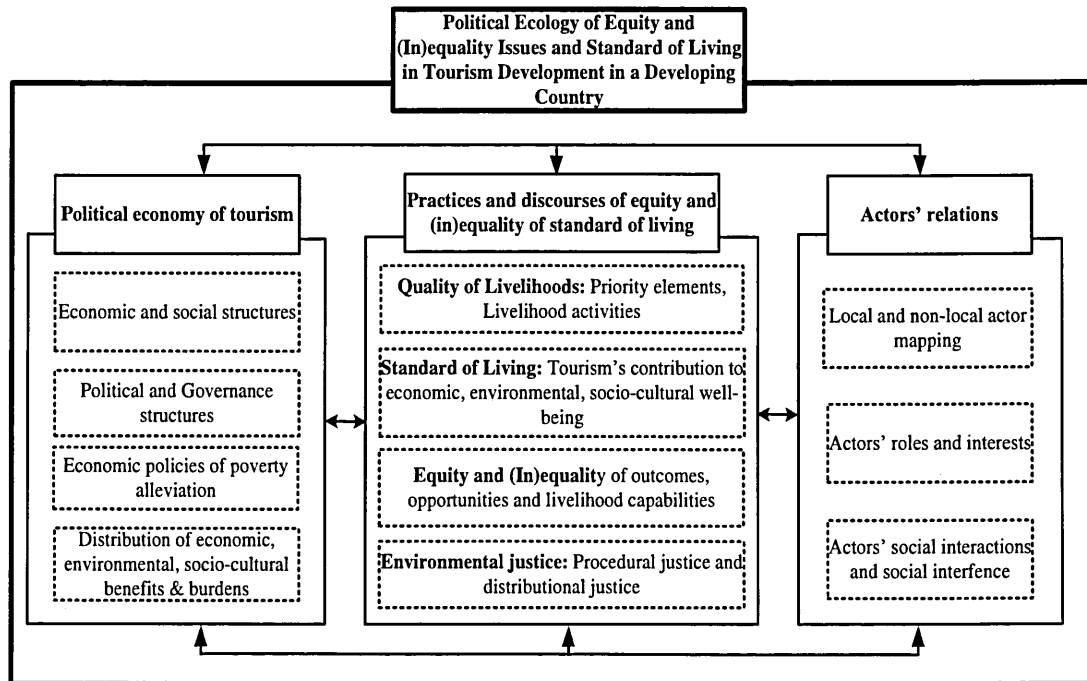 Political Ecology of Equity and
(In)equality Issues and Standard of Living
in Tourism Development in a Developing
Country
Political economy of tourism
Economic and social structures
Political and Governance
structures
Economic policies of poverty
alleviation
Distribution of economic,
environmental, socio-cultural
benefits & burdens
Practices and discourses of equity and
(in)equality of standard of living
Quality of Livelihoods: Priority elements,
Livelihood activities
Standard of Living: Tourism's contribution to
economic, environmental, socio-cultural well-
being
Equity and (In)equality of outcomes,
opportunities and livelihood capabilities
Environmental justice: Procedural justice and
distributional justice
Actors' relations
Local and non-local actor
mapping
Actors' roles and interests
Actors' social interactions
and social interfence